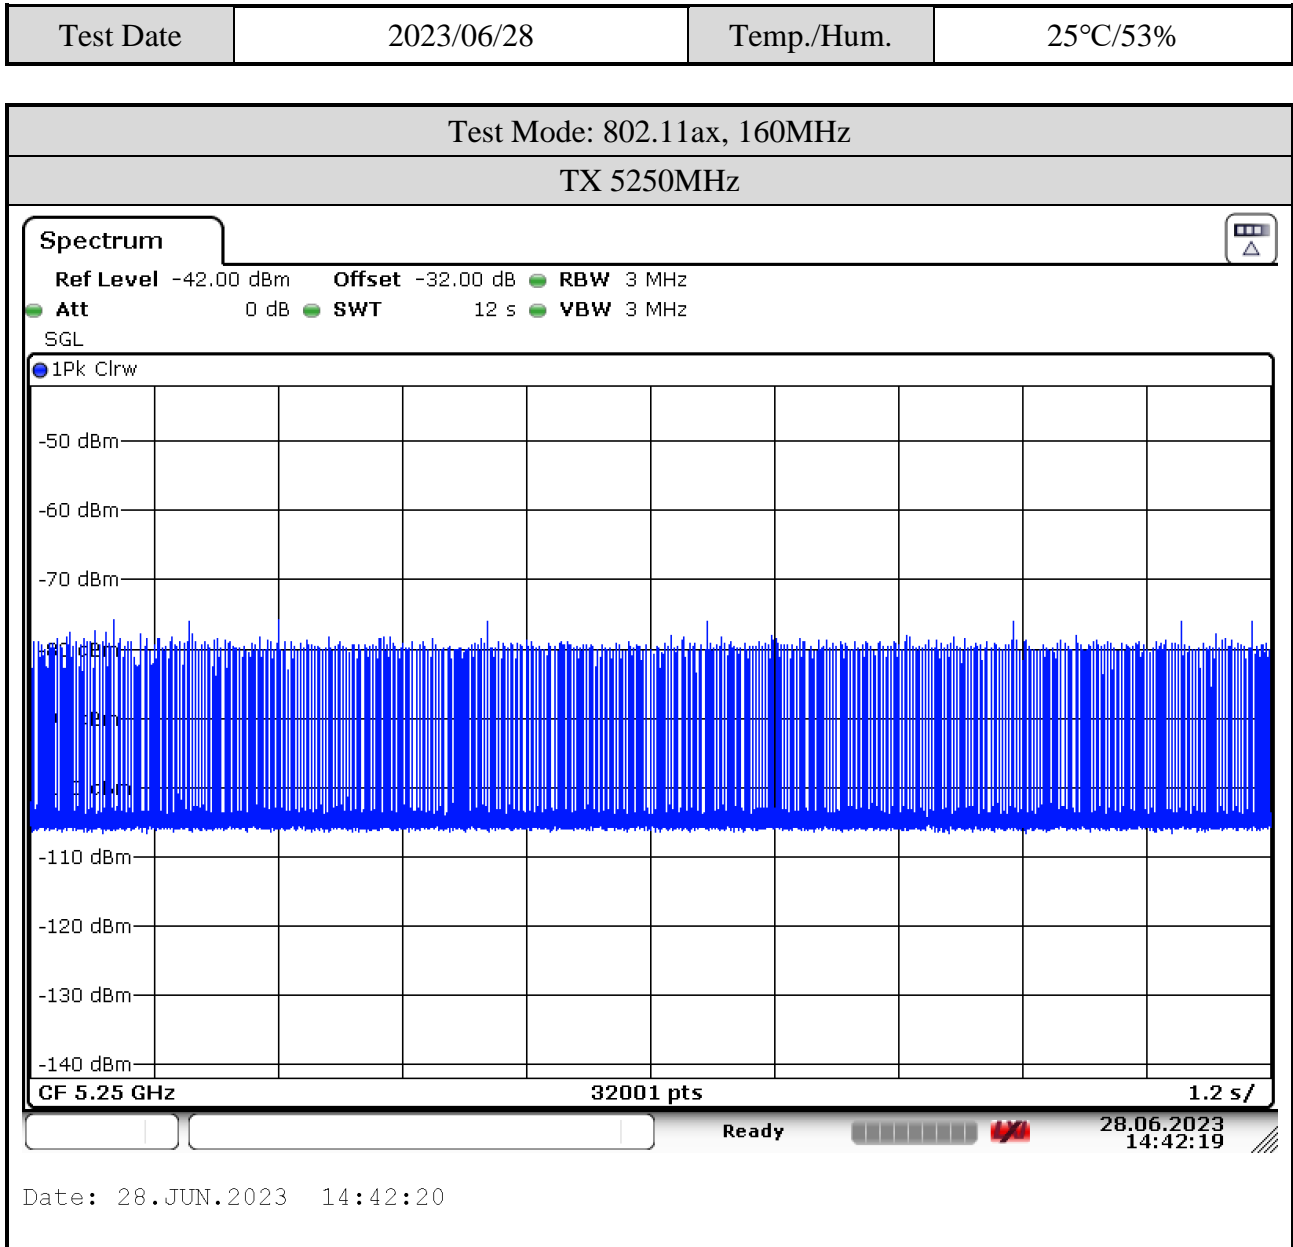 Test Date 2023/06/28 Temp./Hum. 25°C/53%
Test Mode: 802.11ax, 160MHz
TX 5250MHz
Spectrum
Ref Level -42.00 dBm Offset -32.00 dB RBW 3 MHz
Att 0 dB SWT 12 s VBW 3 MHz
SGL
1Pk Clrw
-50 dBm
-60 dBm
-70 dBm
-80 dBm
-110 dBm
-120 dBm
-130 dBm
-140 dBm
CF 5.25 GHz 32001 pts 1.2 s/
Ready LXI 28.06.2023
14:42:19
Date: 28.JUN.2023 14:42:20